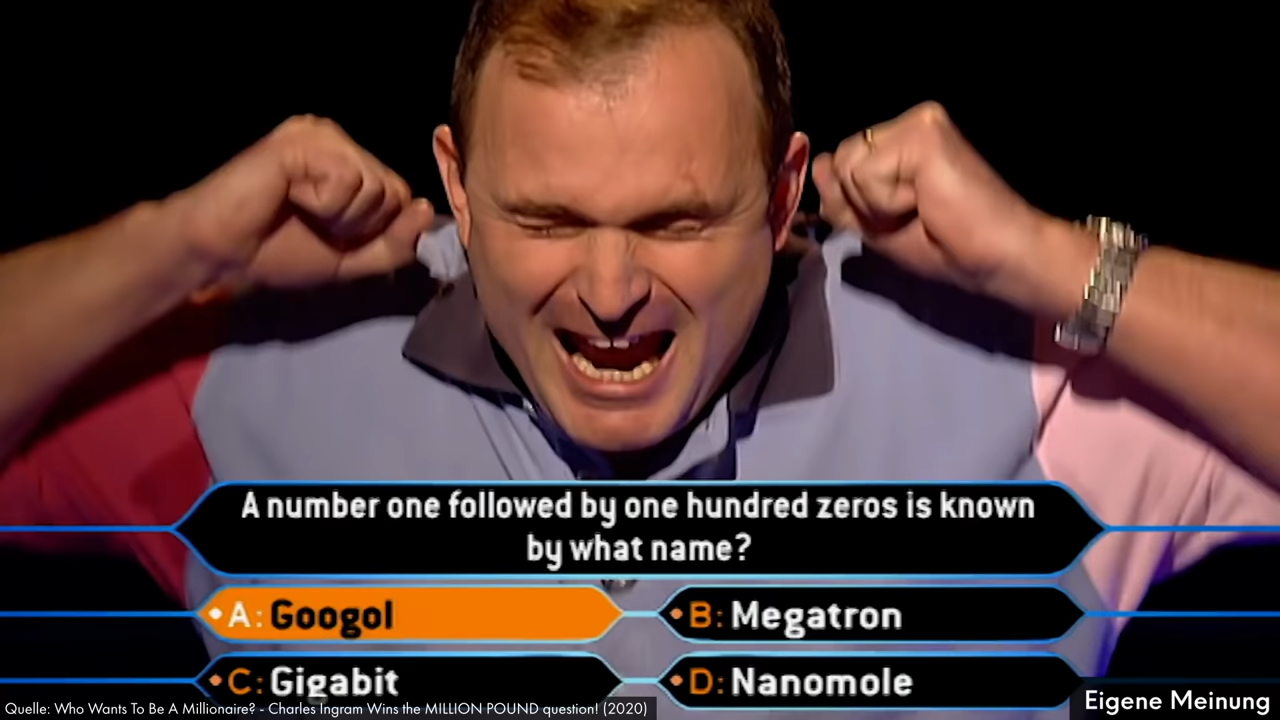 A number one followed by one hundred zeros is known
by what name?
A: Googol
B: Megatron
C: Gigabit
D: Nanomole
Quelle: Who Wants To Be A Millionaire? - Charles Ingram Wins the MILLION POUND question! (2020)
Eigene Meinung